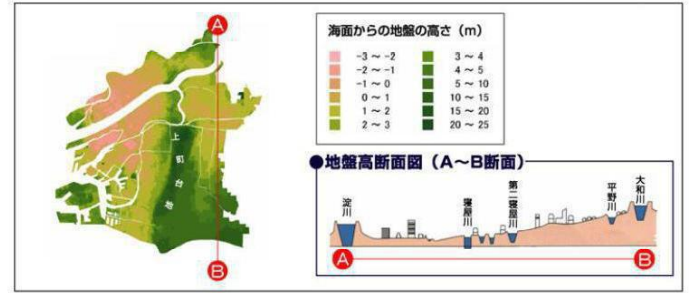 A
上町台地
B
海面からの地盤の高さ（m）
-3 ～ -2
-2 ～ -1
-1 ～ 0
0 ～ 1
1 ～ 2
2 ～ 3
3 ～ 4
4 ～ 5
5 ～ 10
10 ～ 15
15 ～ 20
20 ～ 25
●地盤高断面図（A～B断面）
淀川
寝屋川
第二寝屋川
平野川
大和川
A
B